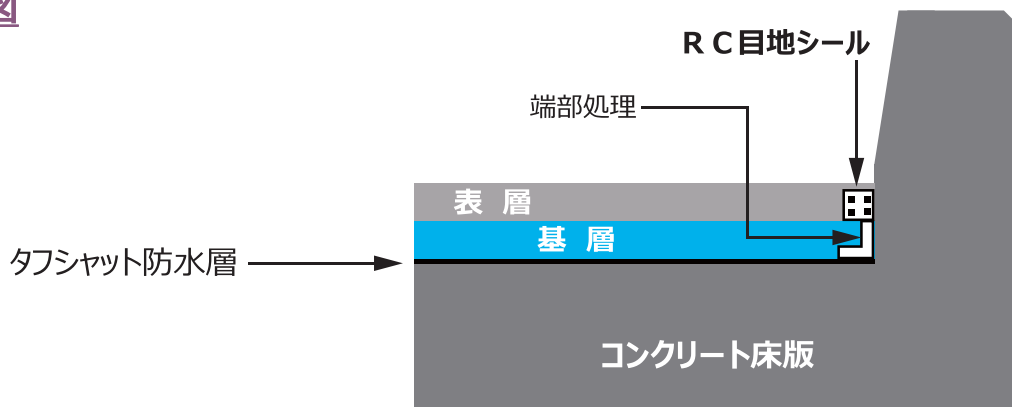 図
ＲＣ目地シール
端部処理
表 層
基 層
タフシャット防水層
コンクリート床版